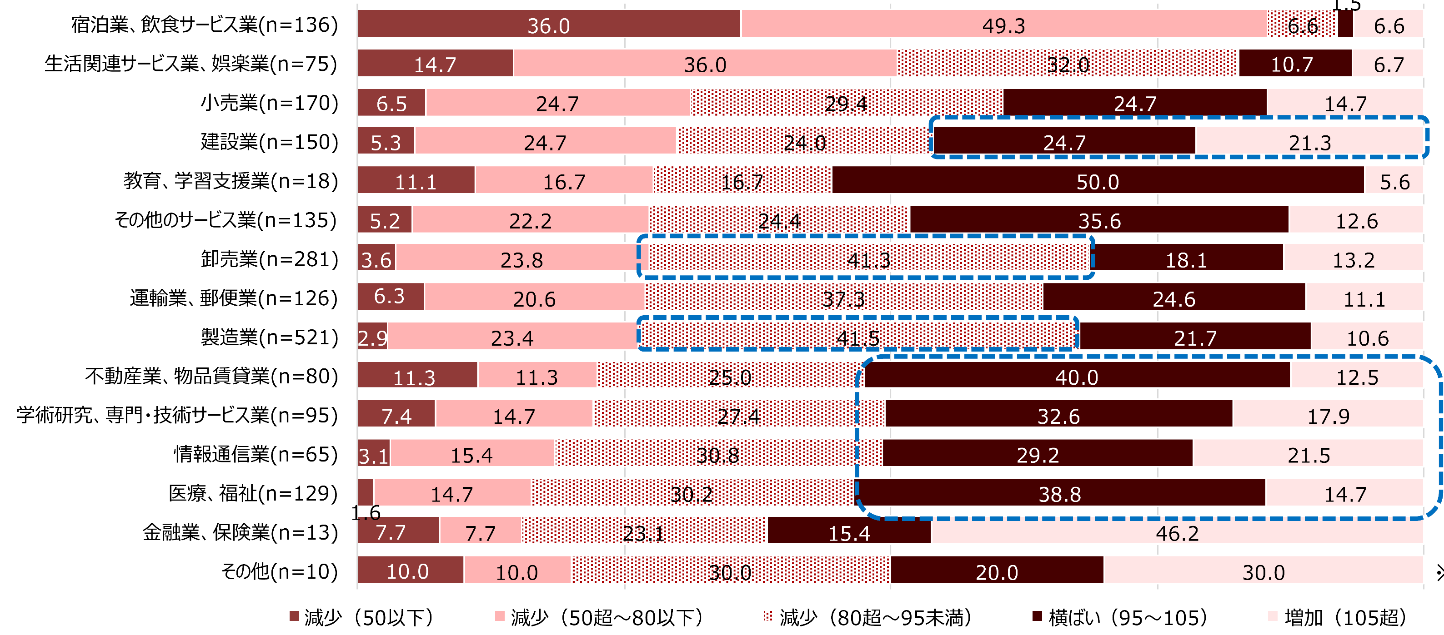 宿泊業、飲食サービス業(n=136) 36.0 49.3 6.6 1.5 6.6
生活関連サービス業、娯楽業(n=75) 14.7 36.0 32.0 10.7 6.7
小売業(n=170) 6.5 24.7 29.4 24.7 14.7
建設業(n=150) 5.3 24.7 24.0 24.7 21.3
教育、学習支援業(n=18) 11.1 16.7 16.7 50.0 5.6
その他のサービス業(n=135) 5.2 22.2 24.4 35.6 12.6
卸売業(n=281) 3.6 23.8 41.3 18.1 13.2
運輸業、郵便業(n=126) 6.3 20.6 37.3 24.6 11.1
製造業(n=521) 2.9 23.4 41.5 21.7 10.6
不動産業、物品賃貸業(n=80) 11.3 11.3 25.0 40.0 12.5
学術研究、専門・技術サービス業(n=95) 7.4 14.7 27.4 32.6 17.9
情報通信業(n=65) 3.1 15.4 30.8 29.2 21.5
医療、福祉(n=129) 1.6 14.7 30.2 38.8 14.7
金融業、保険業(n=13) 7.7 7.7 23.1 15.4 46.2
その他(n=10) 10.0 10.0 30.0 20.0 30.0
減少（50以下） 減少（50超～80以下） 減少（80超～95未満） 横ばい（95～105） 増加（105超）